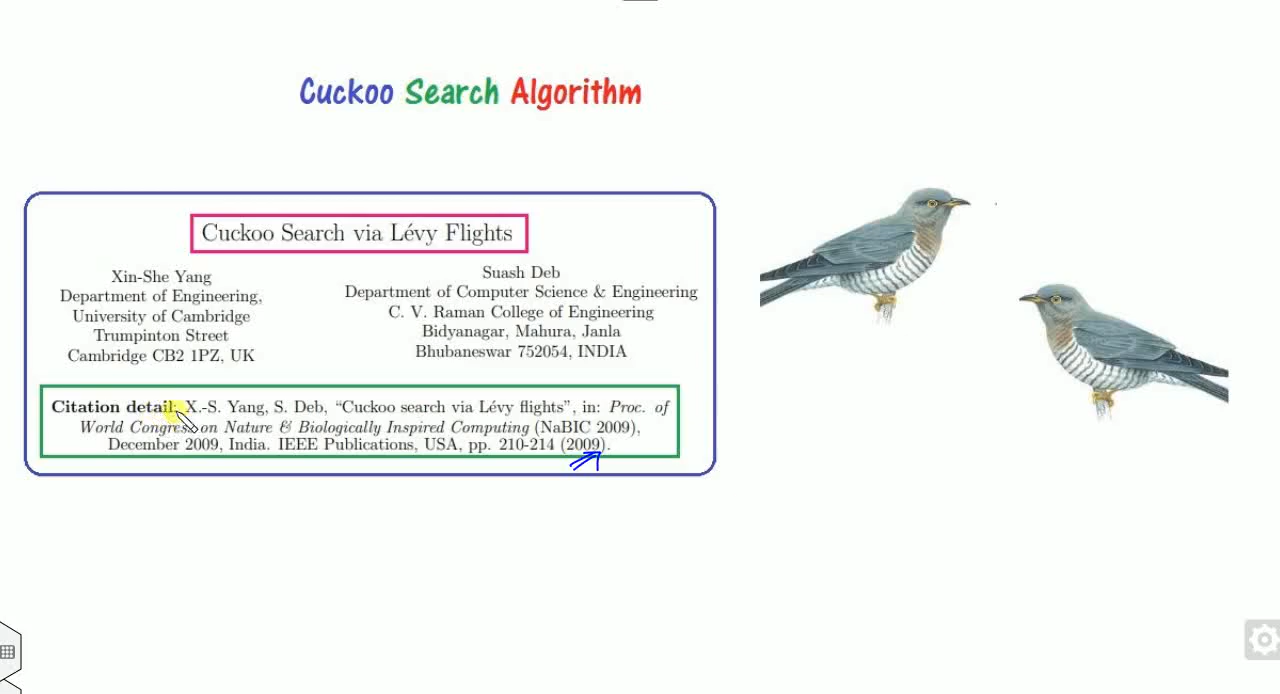 Cuckoo Search Algorithm
Cuckoo Search via Lévy Flights
Xin-She Yang
Department of Engineering,
University of Cambridge
Trumpinton Street
Cambridge CB2 1PZ, UK
Suash Deb
Department of Computer Science & Engineering
C. V. Raman College of Engineering
Bidyanagar, Mahura, Janla
Bhubaneswar 752054, INDIA
Citation detail: X.-S. Yang, S. Deb, “Cuckoo search via Lévy flights”, in: Proc. of
World Congress on Nature & Biologically Inspired Computing (NaBIC 2009),
December 2009, India. IEEE Publications, USA, pp. 210-214 (2009).